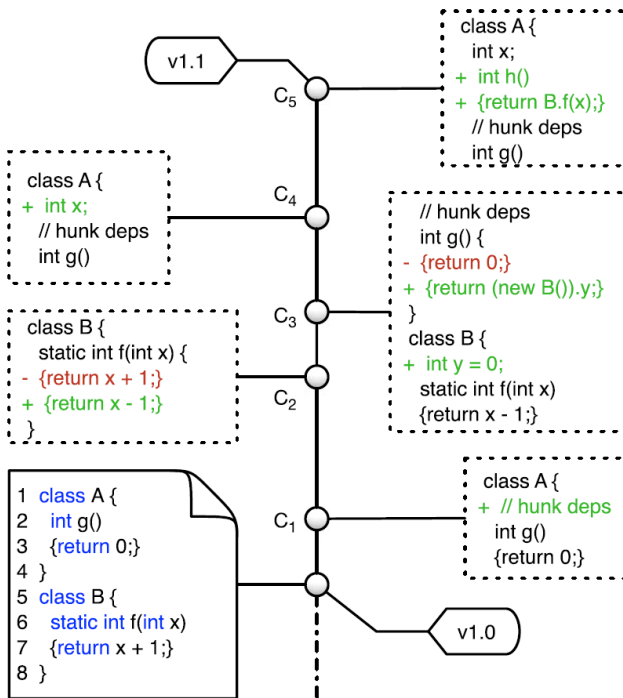 v1.1
C5
class A {
int x;
+ int h()
+ {return B.f(x);}
// hunk deps
int g()
class A {
+ int x;
// hunk deps
int g()
C4
// hunk deps
int g() {
- {return 0;}
+ {return (new B()).y;}
}
class B {
+ int y = 0;
static int f(int x)
{return x - 1;}
C3
class B {
static int f(int x) {
- {return x + 1;}
+ {return x - 1;}
}
C2
class A {
+ // hunk deps
int g()
{return 0;}
C1
1 class A {
2 int g()
3 {return 0;}
4 }
5 class B {
6 static int f(int x)
7 {return x + 1;}
8 }
v1.0